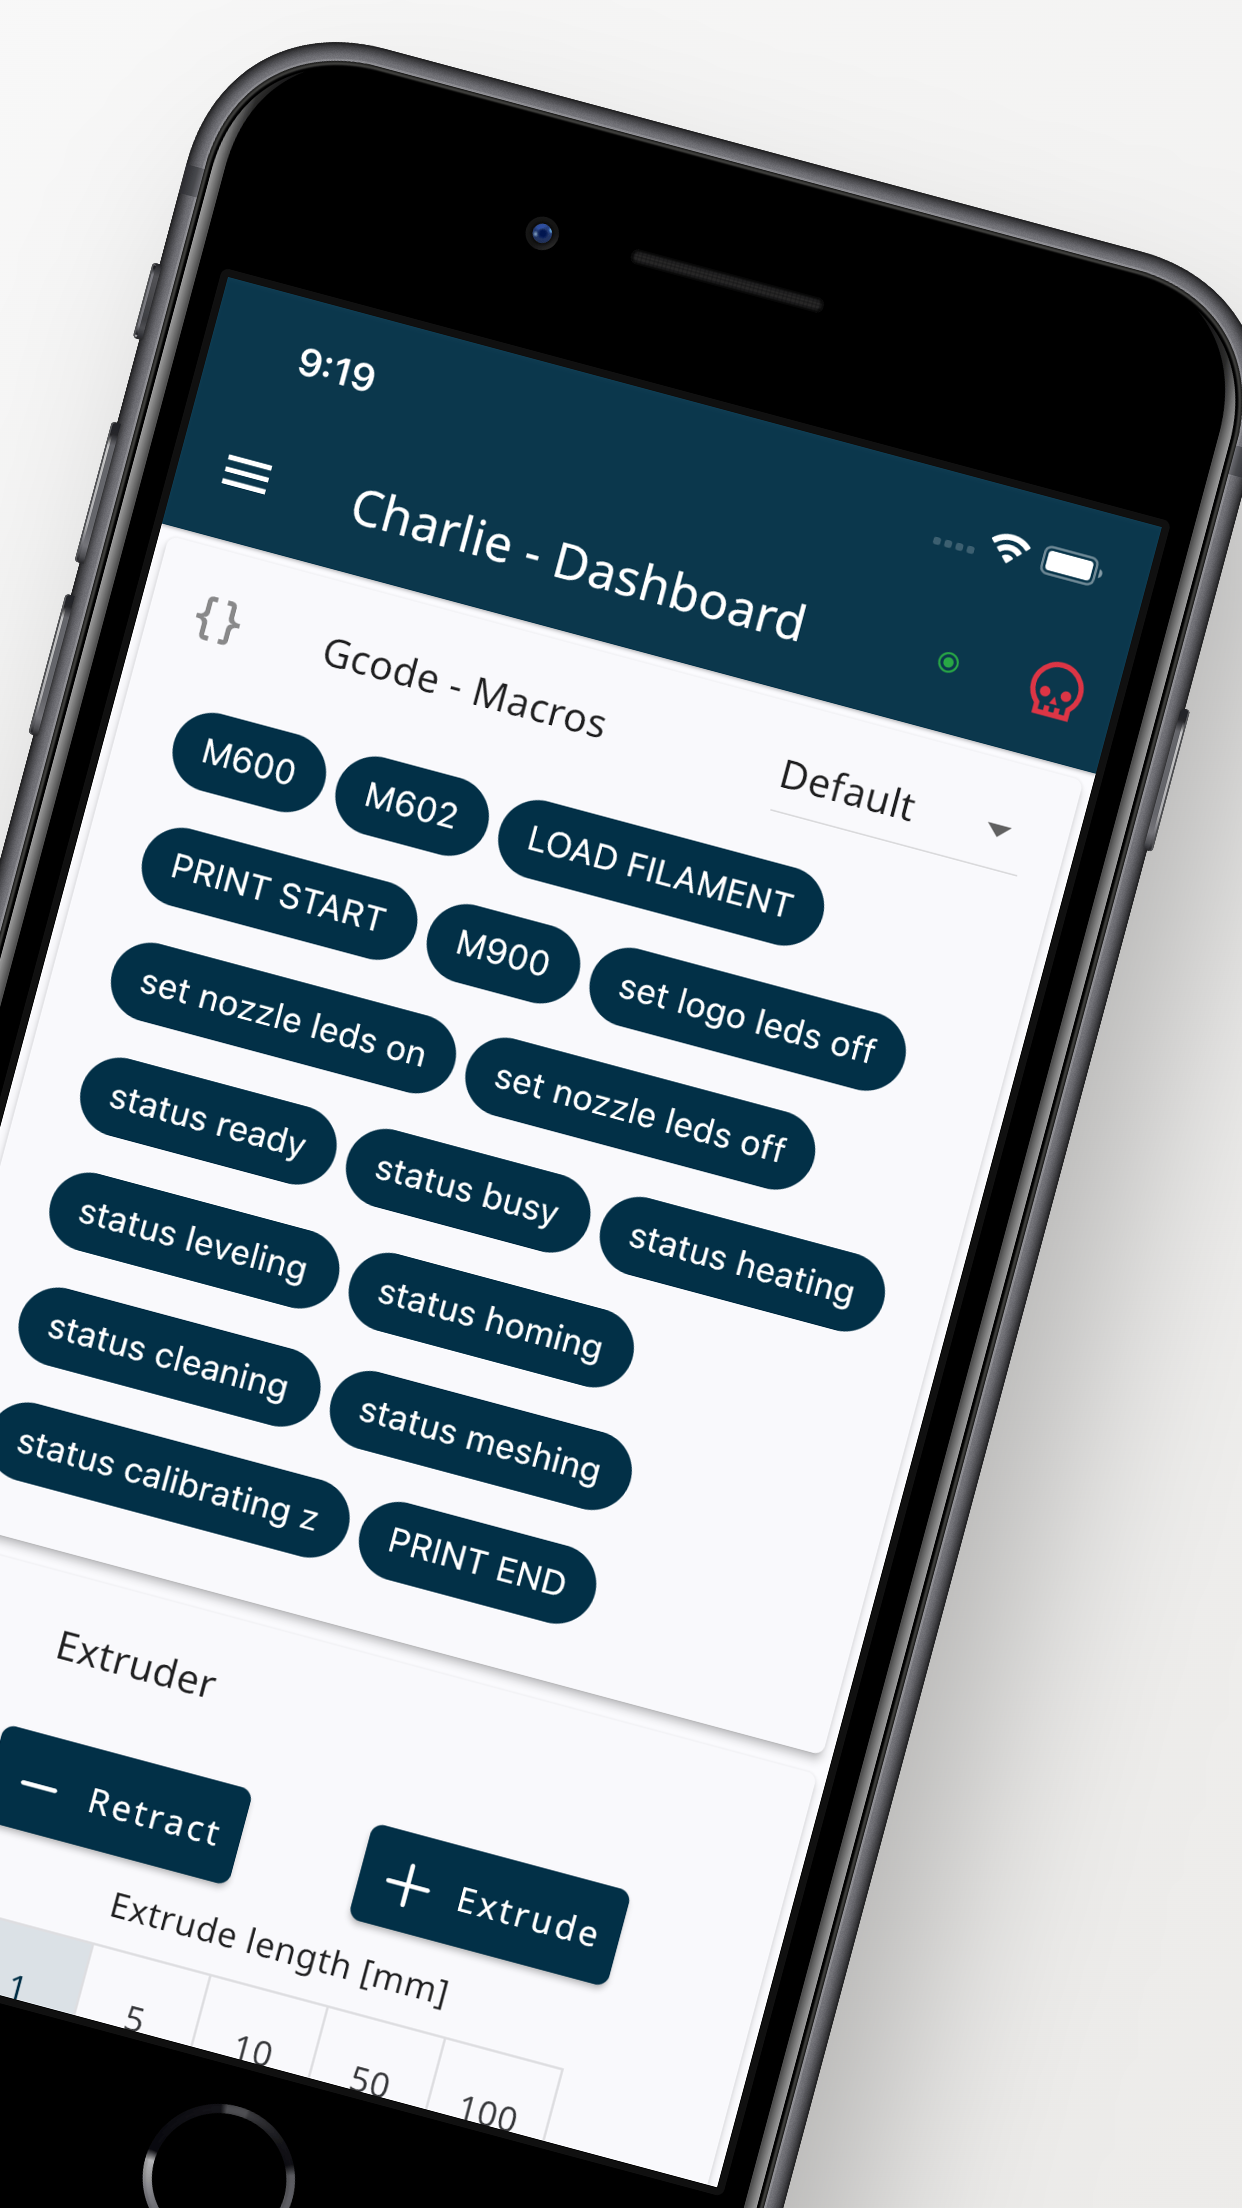 9:19
Charlie - Dashboard
{} Gcode - Macros
Default
M600 M602 LOAD FILAMENT
PRINT START M900 set logo leds off
set nozzle leds on set nozzle leds off
status ready status busy status heating
status leveling status homing
status cleaning status meshing
status calibrating z PRINT END
Extruder
Retract Extrude
Extrude length [mm]
1 5 10 50 100